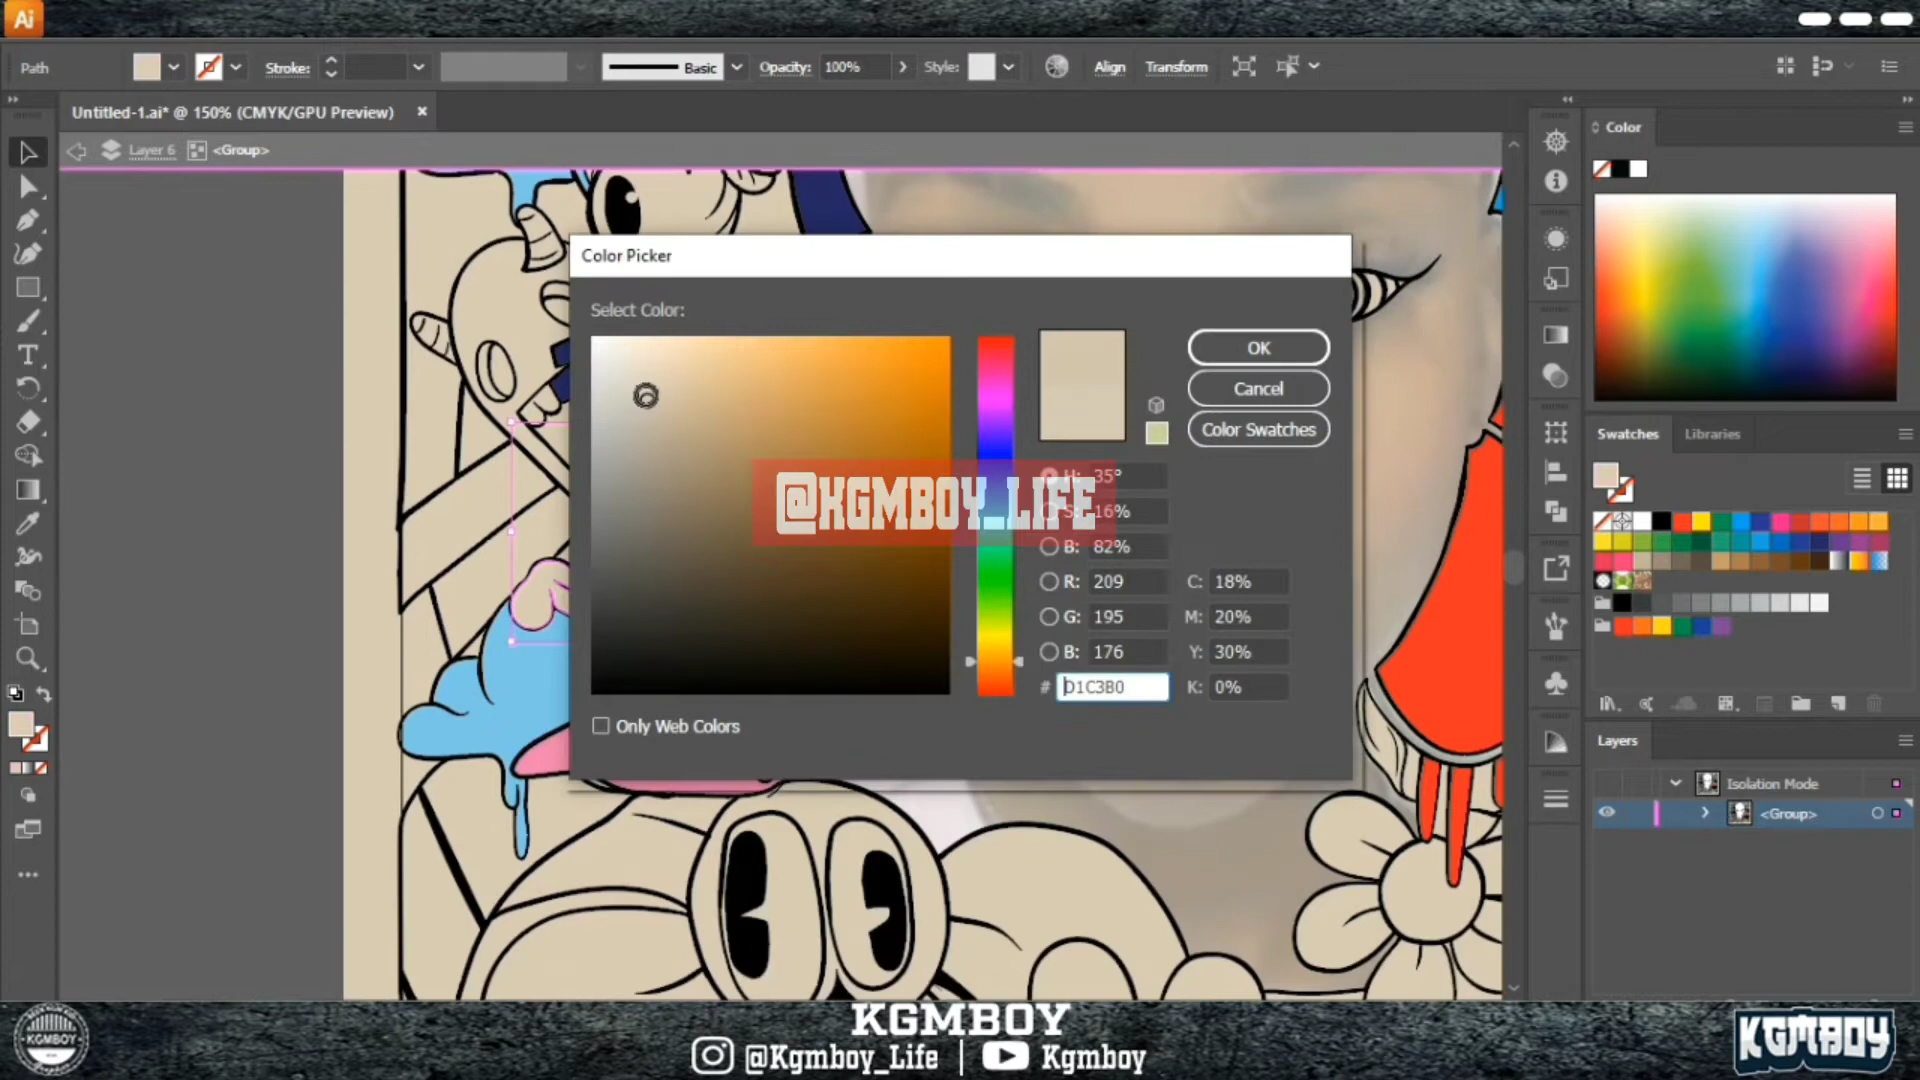 Ai
Path
Stroke:
Basic
Opacity:
100%
Style:
Align
Transform
Untitled-1.ai* @ 150% (CMYK/GPU Preview)
Layer 6
<Group>
Color
Color Picker
Select Color:
OK
Cancel
Color Swatches
H: 35°
S: 16%
B: 82%
R: 209
G: 195
B: 176
# D1C3B0
C: 18%
M: 20%
Y: 30%
K: 0%
Only Web Colors
@KGMBOY_LIFE
Swatches
Libraries
Layers
Isolation Mode
<Group>
KGMBOY
KGMBOY
@Kgmboy_Life | Kgmboy
KGMBOY